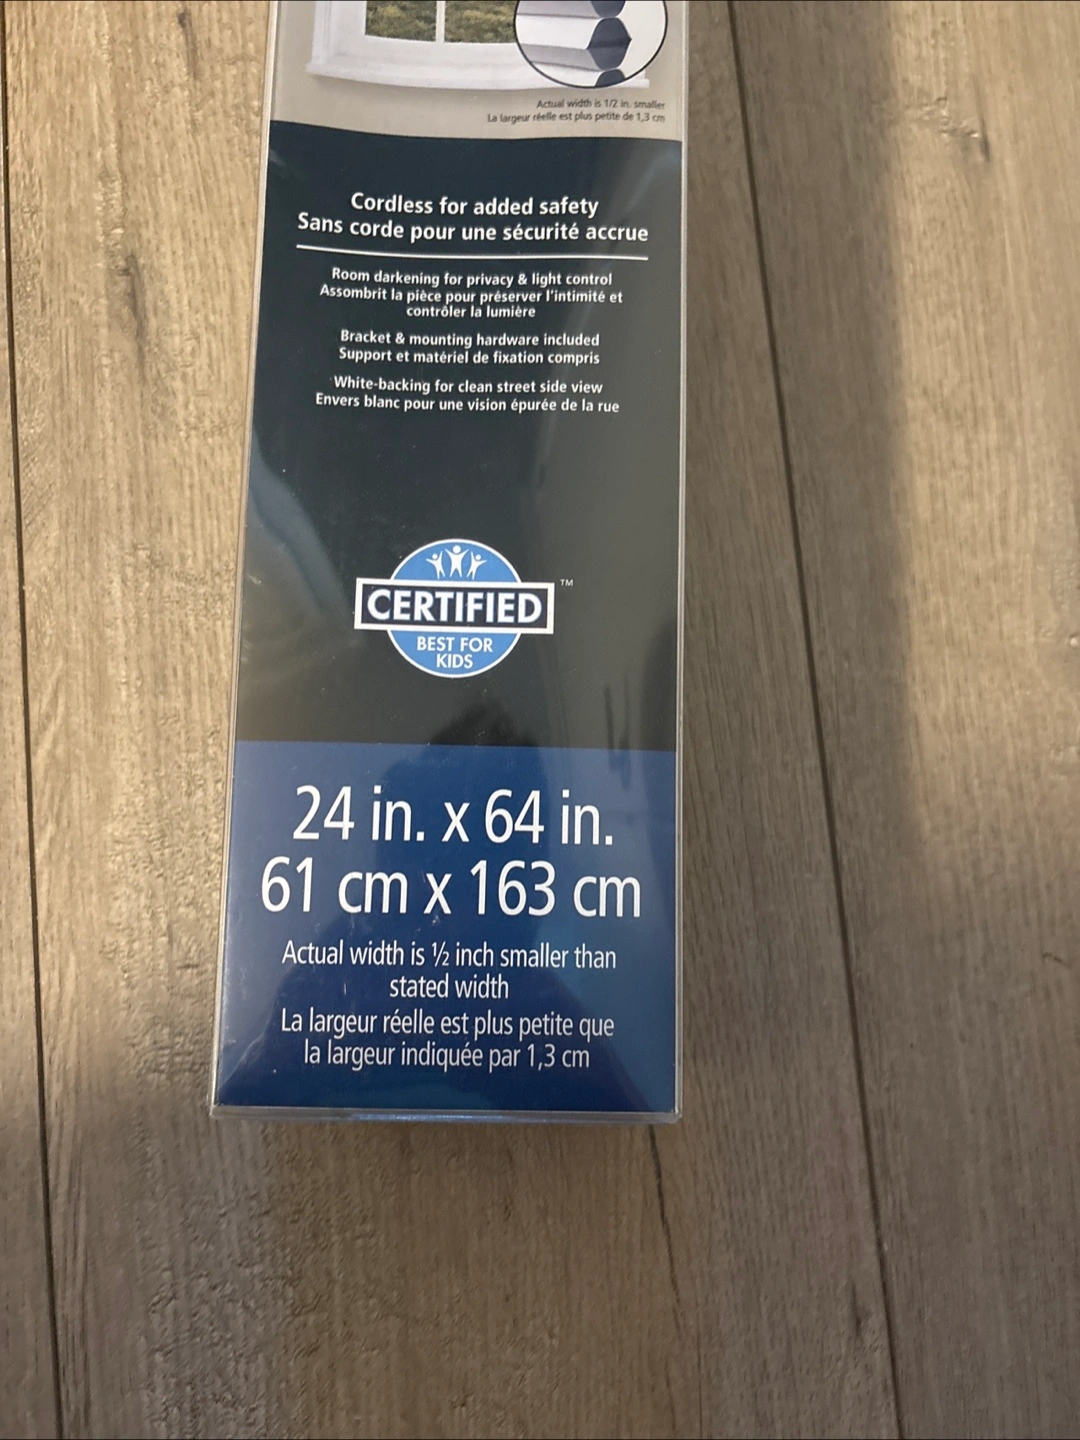 Actual width is 1/2 in. smaller
La largeur réelle est plus petite de 1,3 cm
Cordless for added safety
Sans corde pour une sécurité accrue
Room darkening for privacy & light control
Assombrit la pièce pour préserver l'intimité et
contrôler la lumière
Bracket & mounting hardware included
Support et matériel de fixation compris
White-backing for clean street side view
Envers blanc pour une vision épurée de la rue
CERTIFIED TM
BEST FOR
KIDS
24 in. x 64 in.
61 cm x 163 cm
Actual width is ½ inch smaller than
stated width
La largeur réelle est plus petite que
la largeur indiquée par 1,3 cm